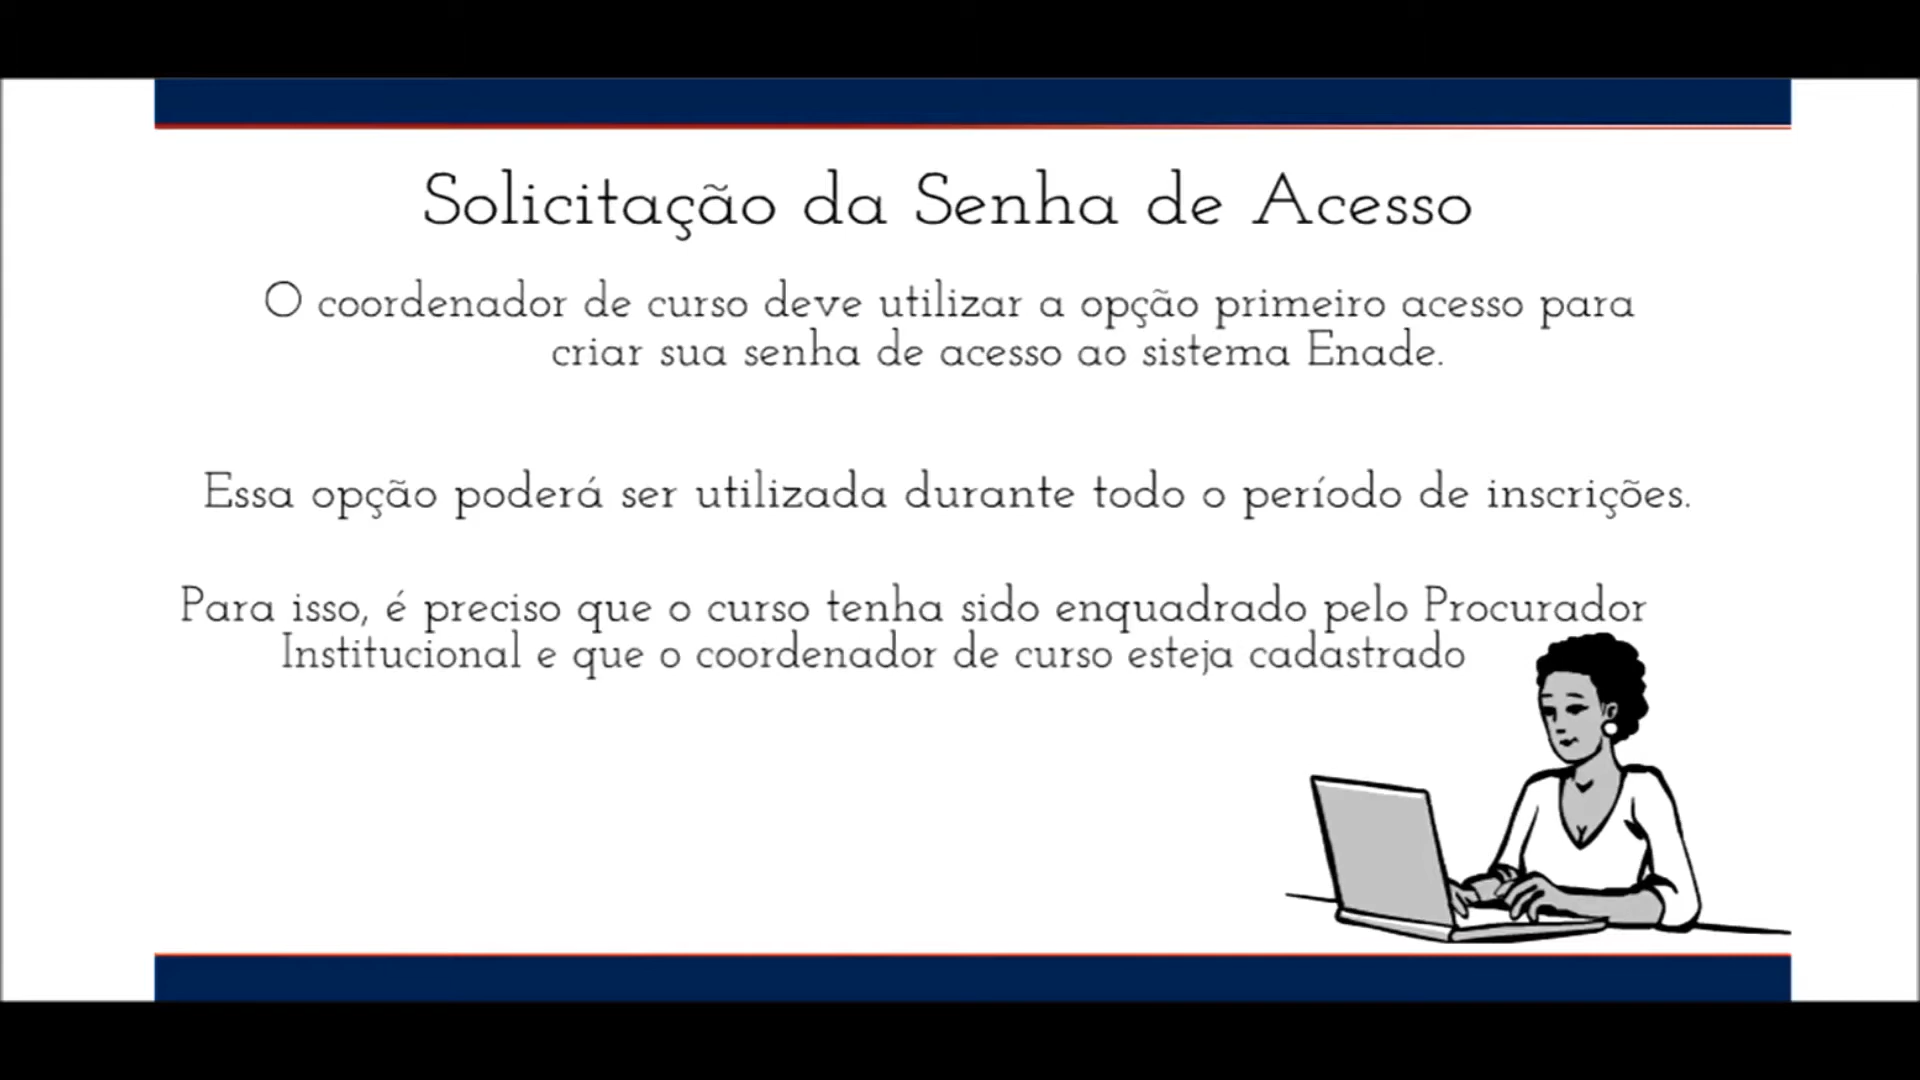 Solicitação da Senha de Acesso
O coordenador de curso deve utilizar a opção primeiro acesso para
criar sua senha de acesso ao sistema Enade.
Essa opção poderá ser utilizada durante todo o período de inscrições.
Para isso, é preciso que o curso tenha sido enquadrado pelo Procurador
Institucional e que o coordenador de curso esteja cadastrado